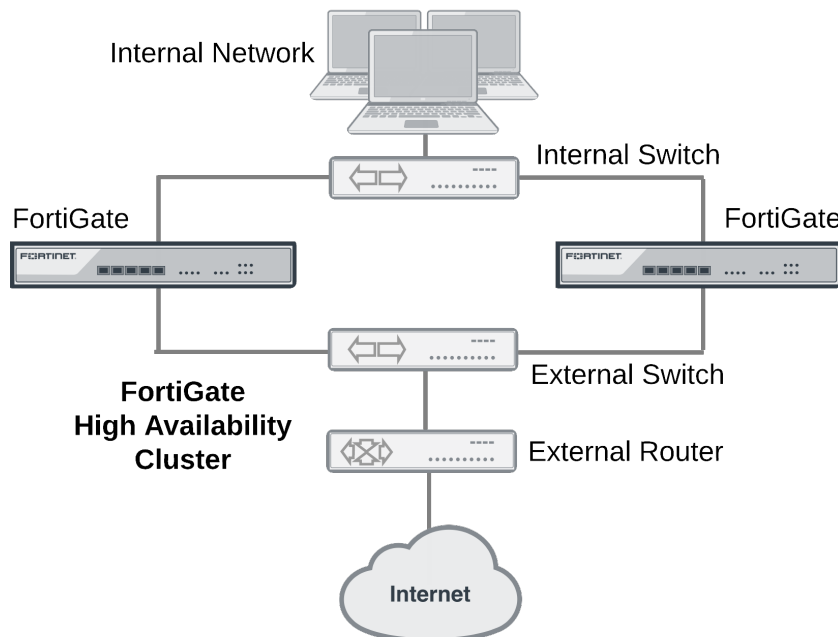 Internal Network
Internal Switch
FortiGate
FortiGate
FORTINET
FORTINET
External Switch
FortiGate
High Availability
Cluster
External Router
Internet